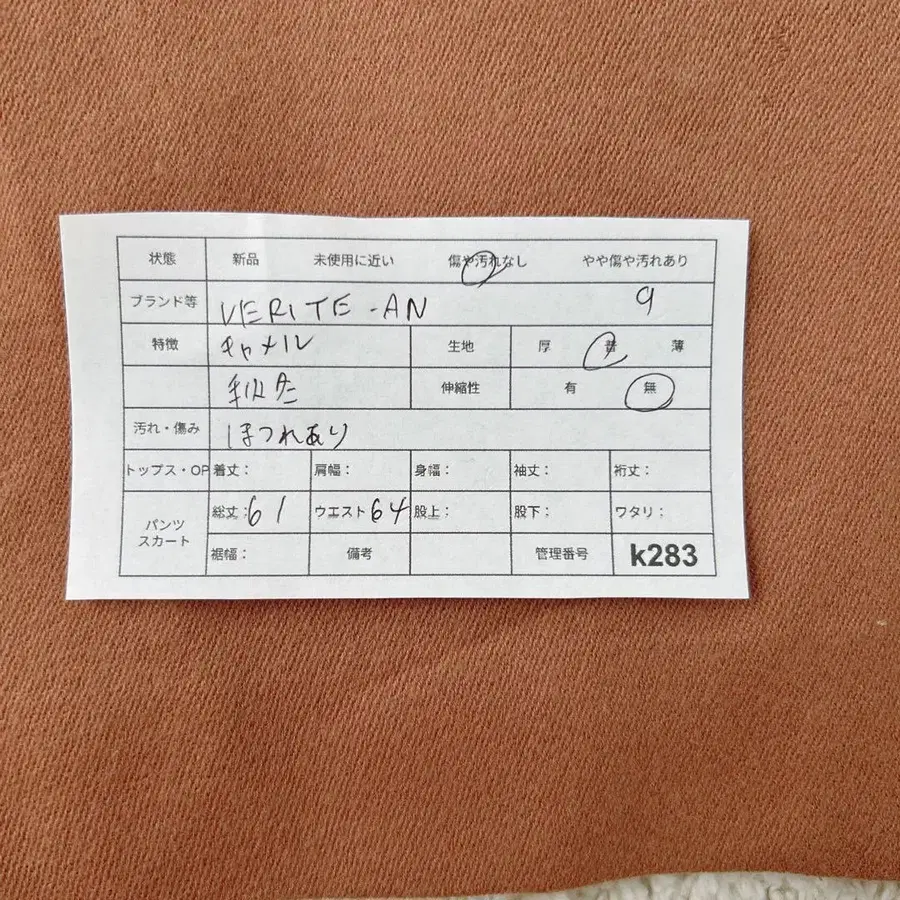 状態 新品 未使用に近い 傷や汚れなし やや傷や汚れあり
ブランド等 VERITE-AN 9
特徴 キャメル 生地 厚 普 薄
秋冬 伸縮性 有 無
汚れ・傷み ほつれあり
トップス・OP 着丈: 肩幅: 身幅: 袖丈: 裄丈:
パンツ スカート 総丈:61 ウエスト64 股上: 股下: ワタリ:
裾幅: 備考 管理番号 k283